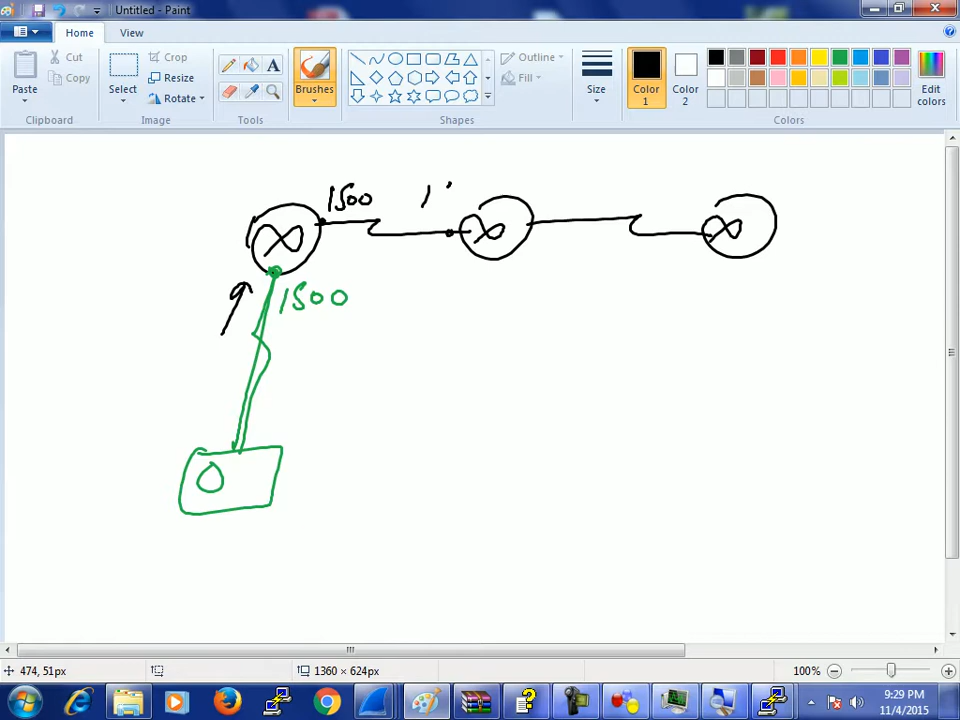 Untitled - Paint
Home
View
Cut
Copy
Paste
Clipboard
Crop
Resize
Rotate
Select
Image
A
Tools
Brushes
Outline
Fill
Shapes
Size
Color 1
Color 2
Edit colors
Colors
1500
1500
474, 51px
1360 × 624px
100%
9:29 PM
11/4/2015